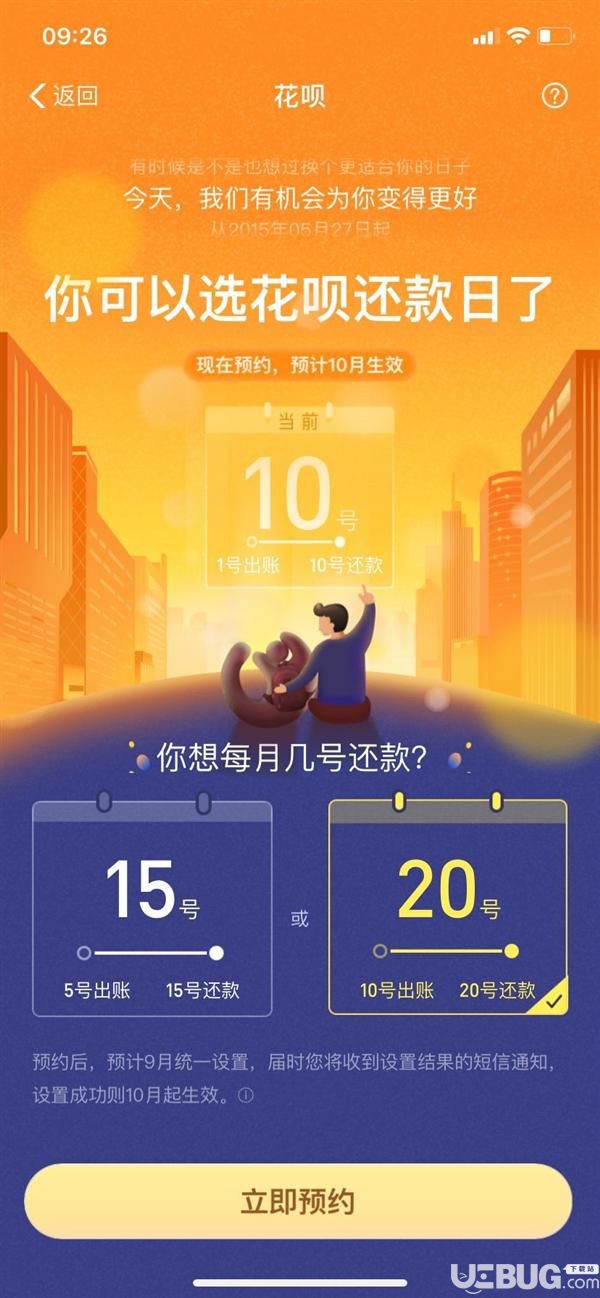 09:26
返回
花呗
有时候是不是也想过换个更适合你的日子
今天，我们有机会为你变得更好
从2015年05月27日起
你可以选花呗还款日了
现在预约，预计10月生效
当前
10号
1号出账 10号还款
你想每月几号还款?
15号
5号出账 15号还款
或
20号
10号出账 20号还款
预约后，预计9月统一设置，届时您将收到设置结果的短信通知，
设置成功则10月起生效。
立即预约
UEBUG.com
下载站